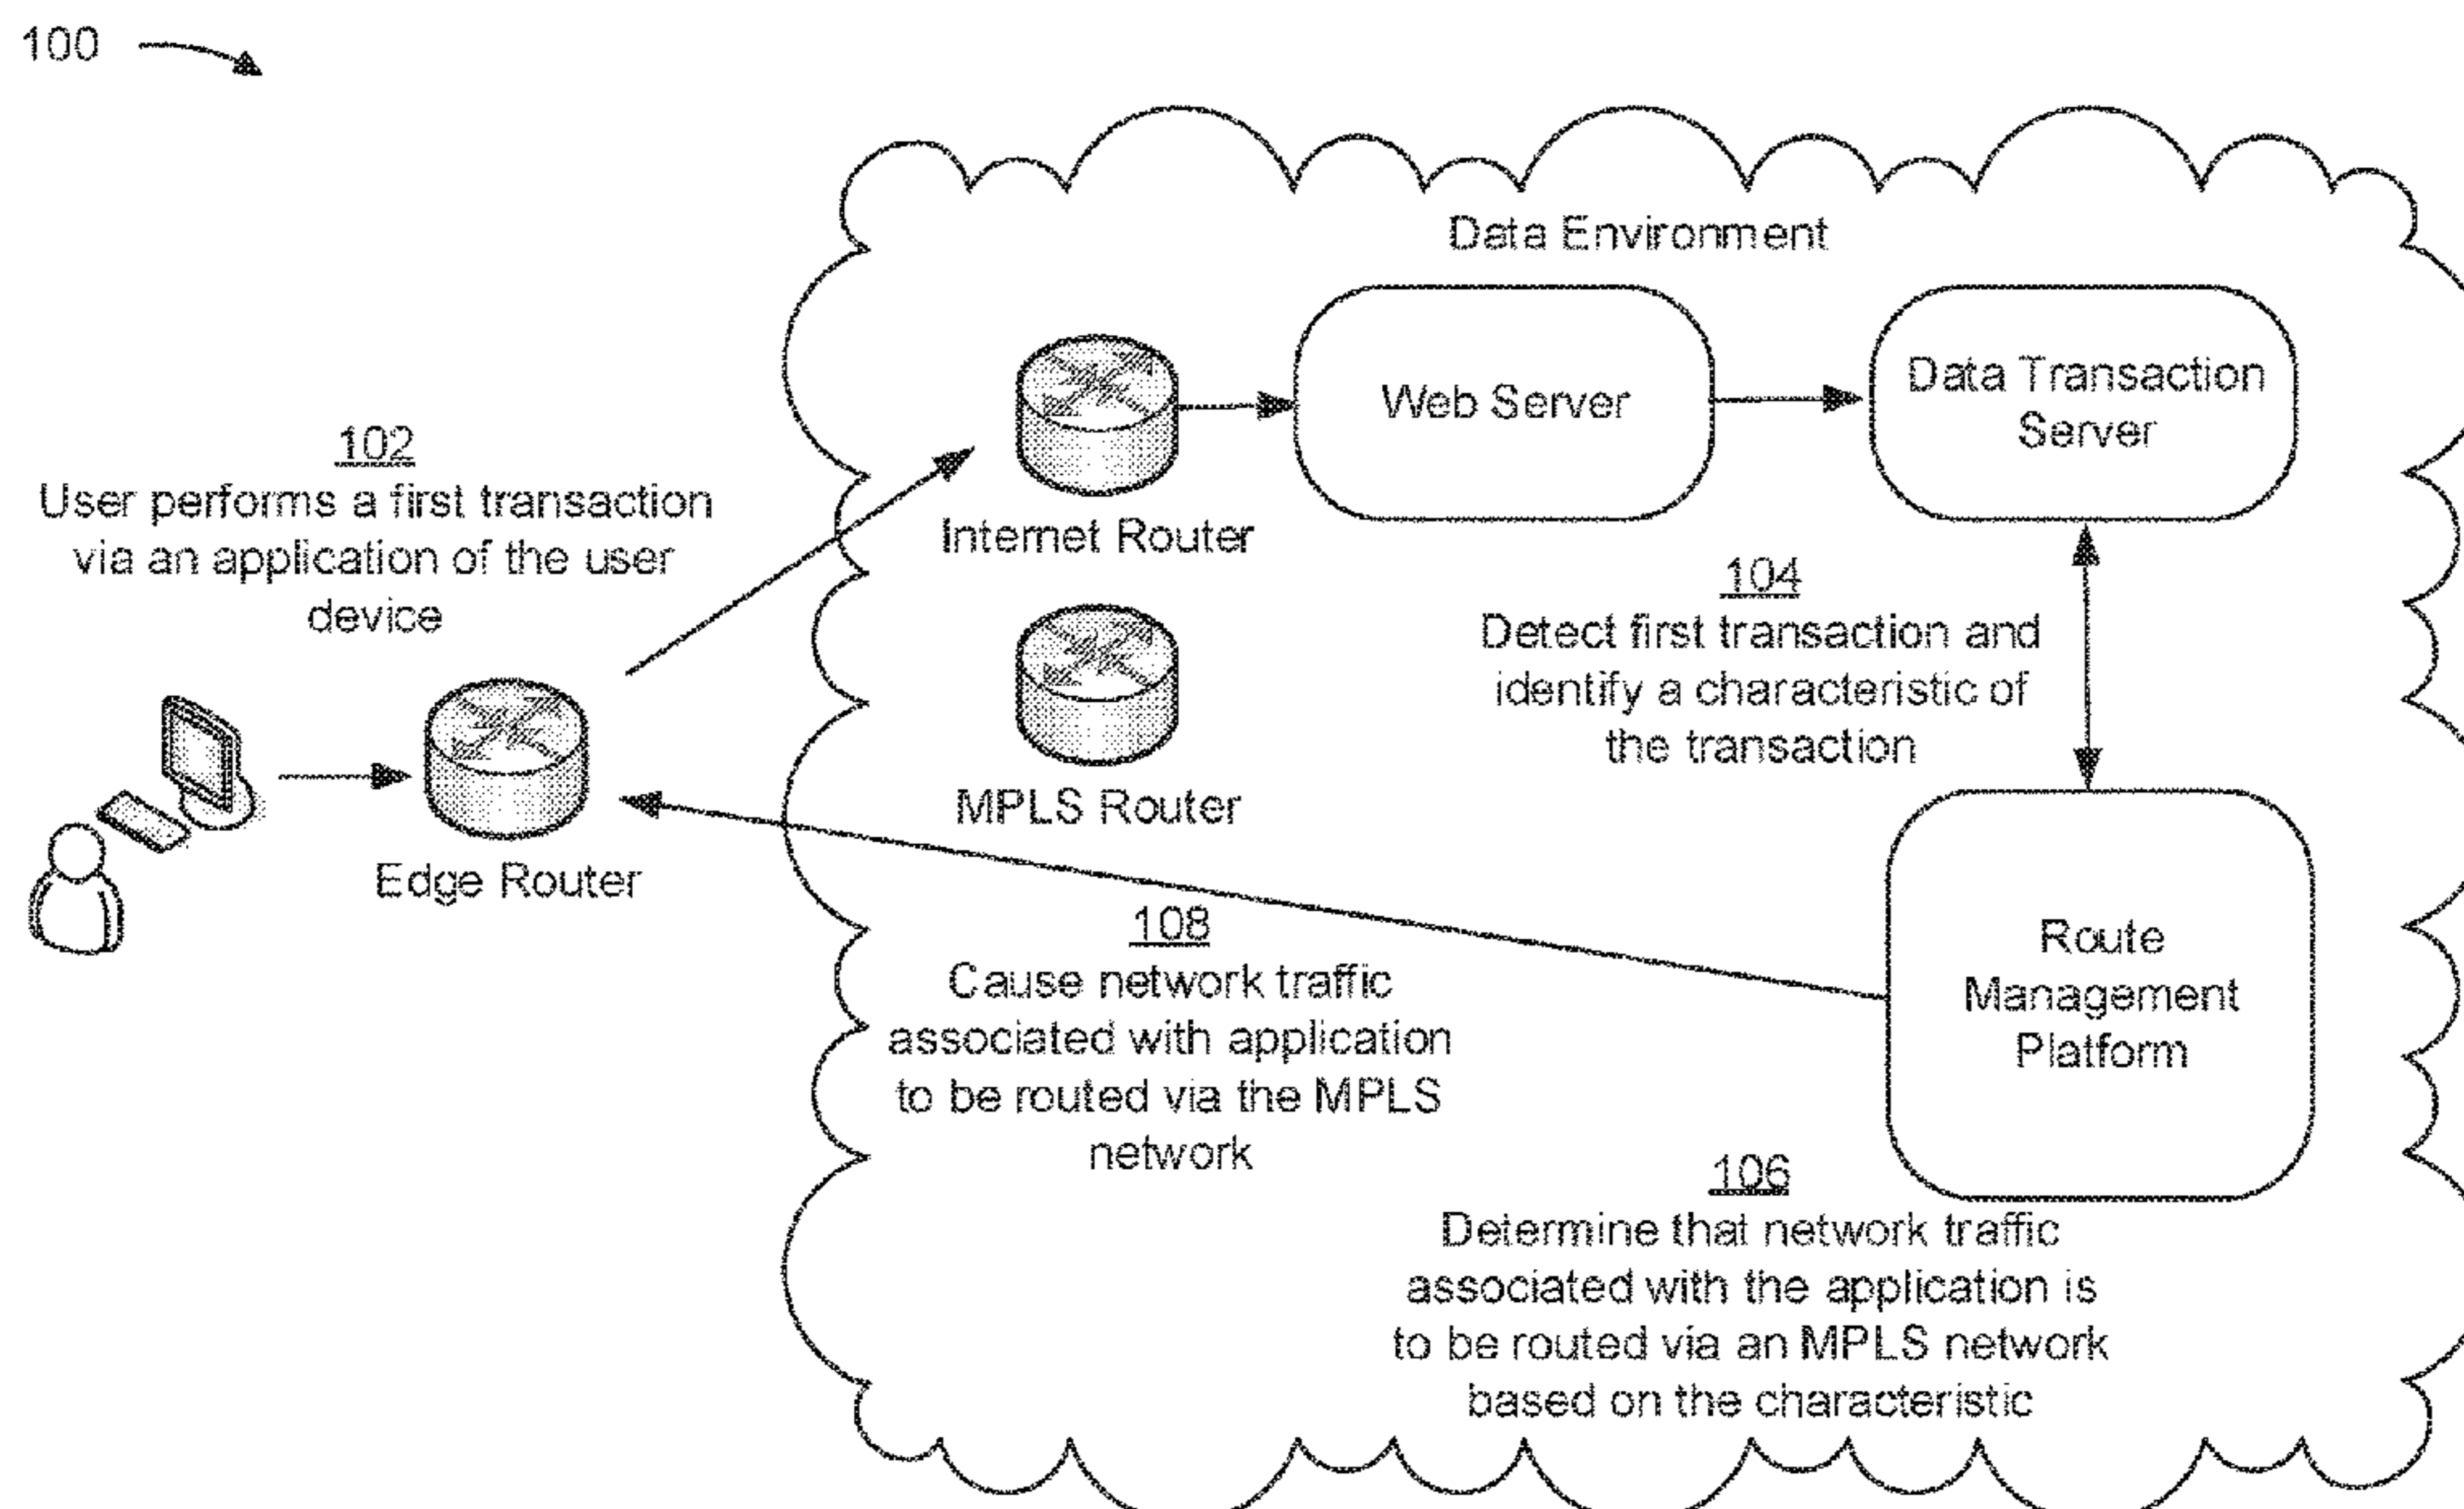 100
Data Environment
Web Server
Data Transaction
Server
102
User performs a first transaction
via an application of the user
device
Internet Router
104
Detect first transaction and
identify a characteristic of
the transaction
MPLS Router
Edge Router
Route
Management
Platform
108
Cause network traffic
associated with application
to be routed via the MPLS
network
106
Determine that network traffic
associated with the application is
to be routed via an MPLS network
based on the characteristic